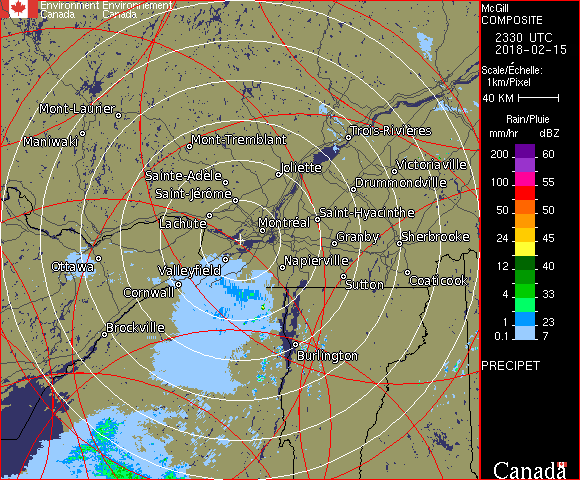 Environment Environnement
Canada Canada
McGill
COMPOSITE
2330 UTC
2018-02-15
Scale/Échelle:
1km/Pixel
40 KM
Rain/Pluie
mm/hr dBZ
200 60
155
100 55
50 50
24 45
12 40
4 33
1 23
0.1 7
PRECIPET
Canada
Mont-Laurier
Maniwaki
Mont-Tremblant
Trois-Rivières
Sainte-Adèle
Joliette
Victoriaville
Saint-Jérôme
Drummondville
Lachute
Montréal
Saint-Hyacinthe
Granby
Sherbrooke
Ottawa
Valleyfield
Napierville
Cornwall
Sutton
Coaticook
Brockville
Burlington